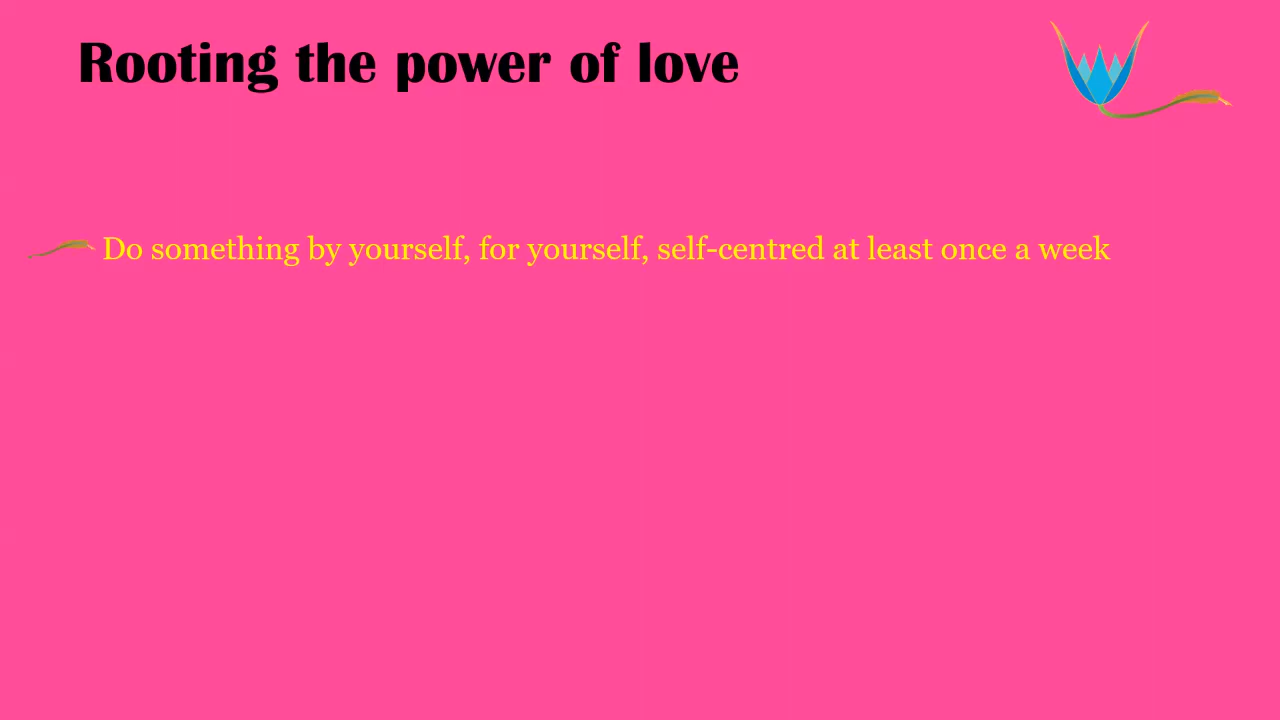 Rooting the power of love
Do something by yourself, for yourself, self-centred at least once a week